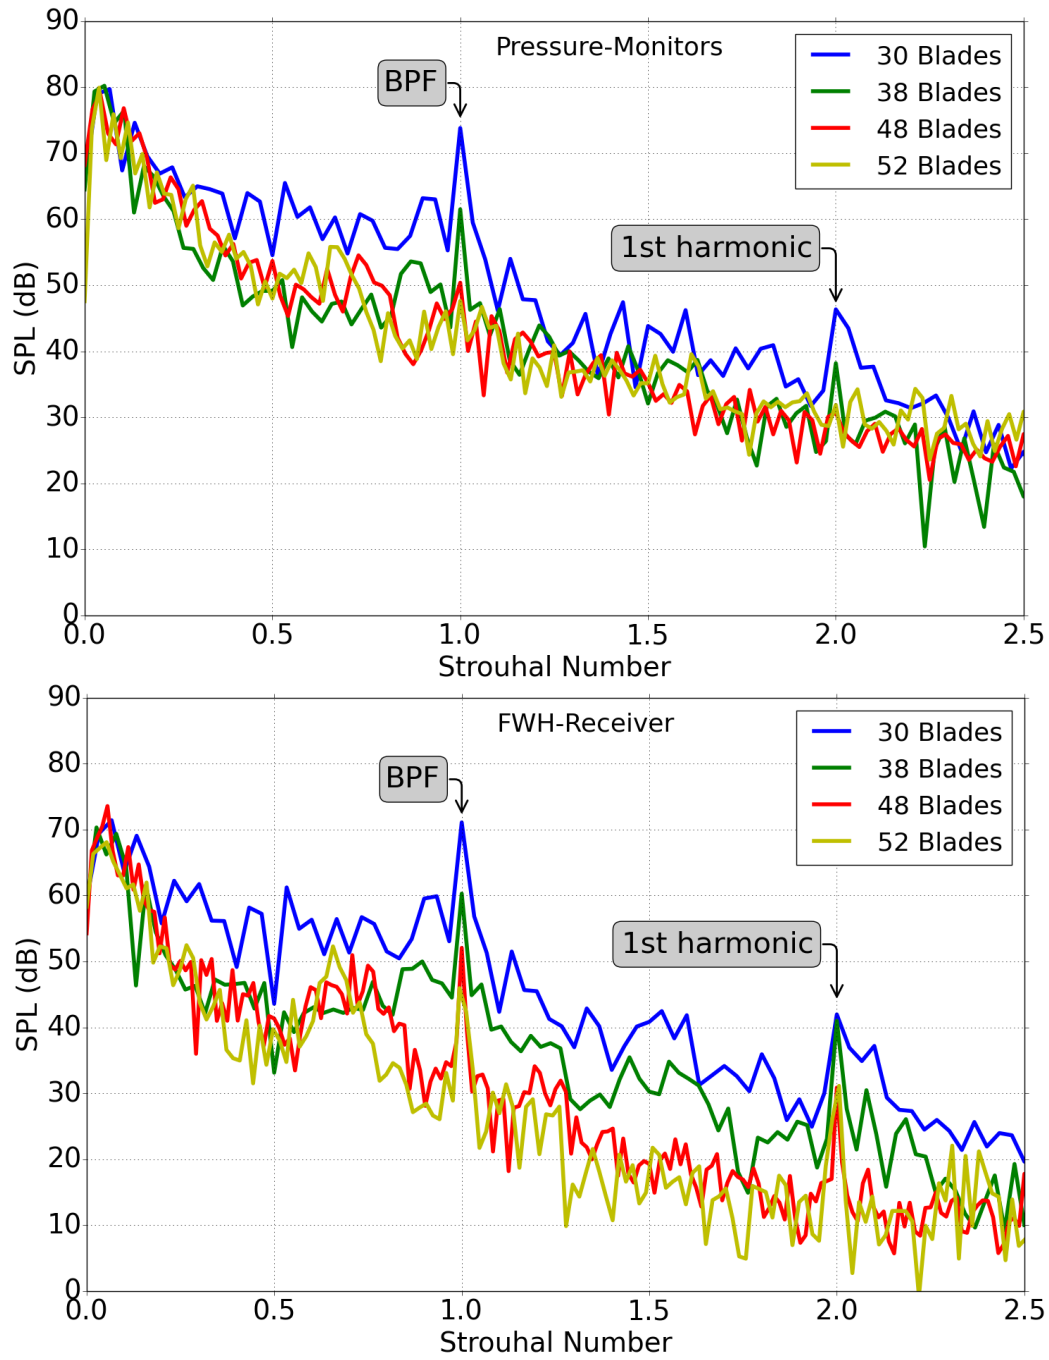 90
80
70
60
50
40
30
20
10
0
SPL (dB)
Pressure-Monitors
BPF
1st harmonic
30 Blades
38 Blades
48 Blades
52 Blades
0.0 0.5 1.0 1.5 2.0 2.5
Strouhal Number
90
80
70
60
50
40
30
20
10
0
SPL (dB)
FWH-Receiver
BPF
1st harmonic
30 Blades
38 Blades
48 Blades
52 Blades
0.0 0.5 1.0 1.5 2.0 2.5
Strouhal Number